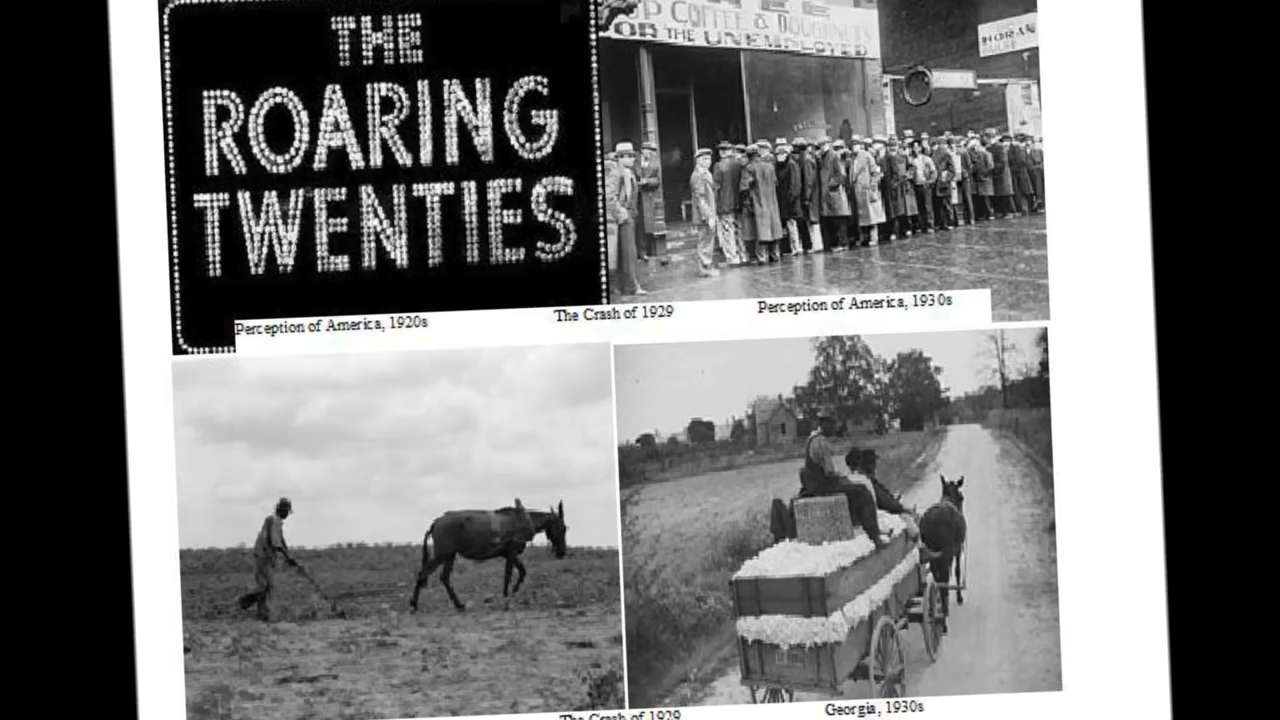 THE
ROARING
TWENTIES
COFFEE & DOUGHNUTS
FOR THE UNEMPLOYED
Perception of America, 1920s
The Crash of 1929
Perception of America, 1930s
The Crash of 1929
Georgia, 1930s